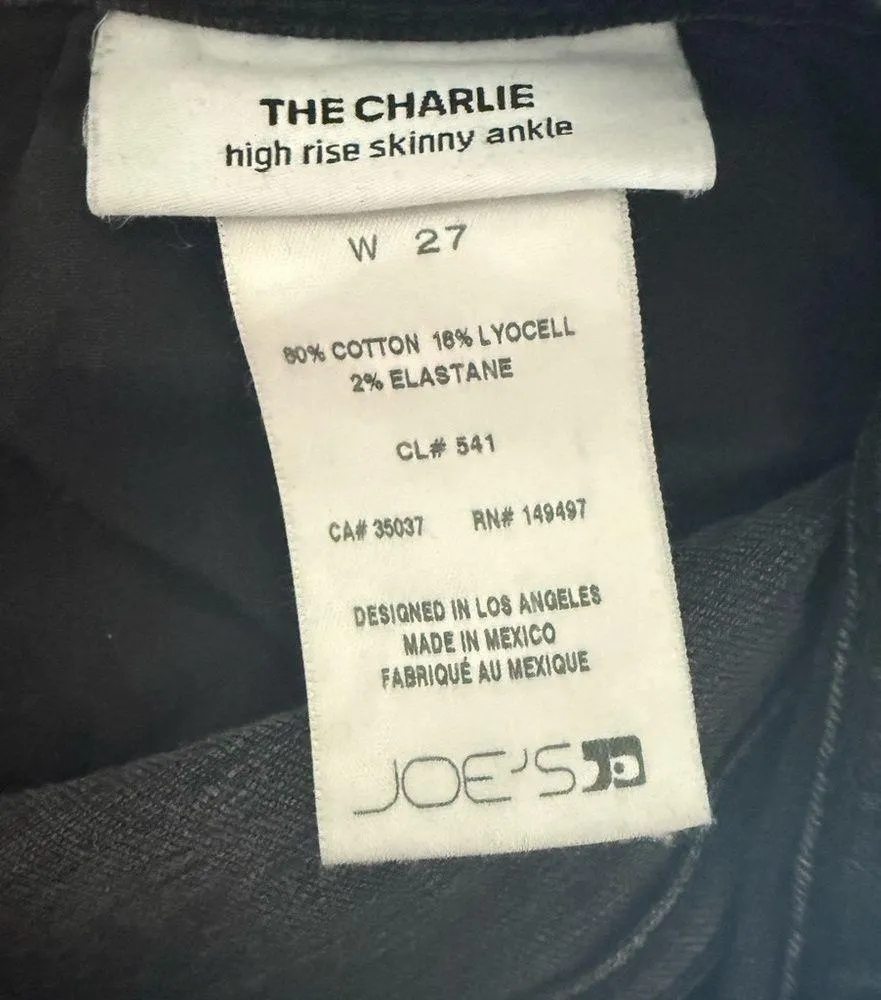 THE CHARLIE
high rise skinny ankle
W 27
80% COTTON 18% LYOCELL
2% ELASTANE
CL# 541
CA# 35037 RN# 149497
DESIGNED IN LOS ANGELES
MADE IN MEXICO
FABRIQUÉ AU MEXIQUE
JOE'S